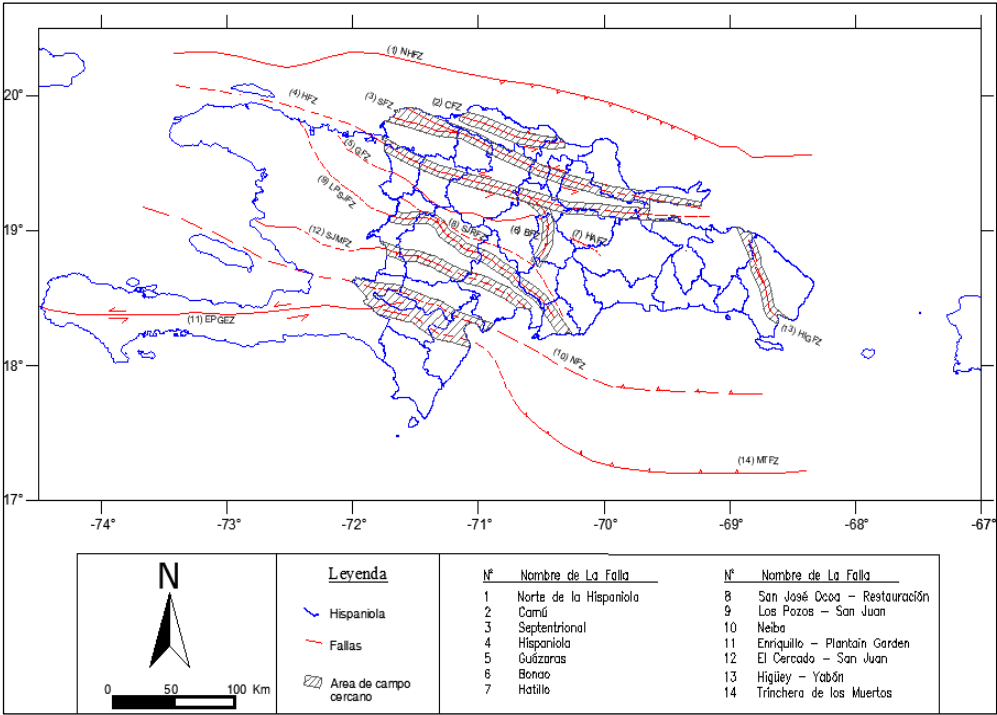 (1) NHFZ
20°
(4) HFZ
(3) SFZ
(2) CFZ
(5) GFZ
(9) LPSJFZ
19°
(12) SJMFZ
(8) SJRFZ
(6) BFZ
(7) HAFZ
(11) EPGEZ
(13) HIGFZ
(10) NFZ
18°
(14) MTFZ
17°
-74° -73° -72° -71° -70° -69° -68° -67°
N
0 50 100 Km
Leyenda
Hispaniola
Fallas
Area de campo
cercano
Nº Nombre de La Falla
1 Norte de la Hispaniola
2 Camú
3 Septentrional
4 Hispaniola
5 Guázaras
6 Bonao
7 Hatillo
Nº Nombre de La Falla
8 San José Ocoa – Restauración
9 Los Pozos – San Juan
10 Neiba
11 Enriquillo – Plantain Garden
12 El Cercado – San Juan
13 Higüey – Yabón
14 Trinchera de los Muertos